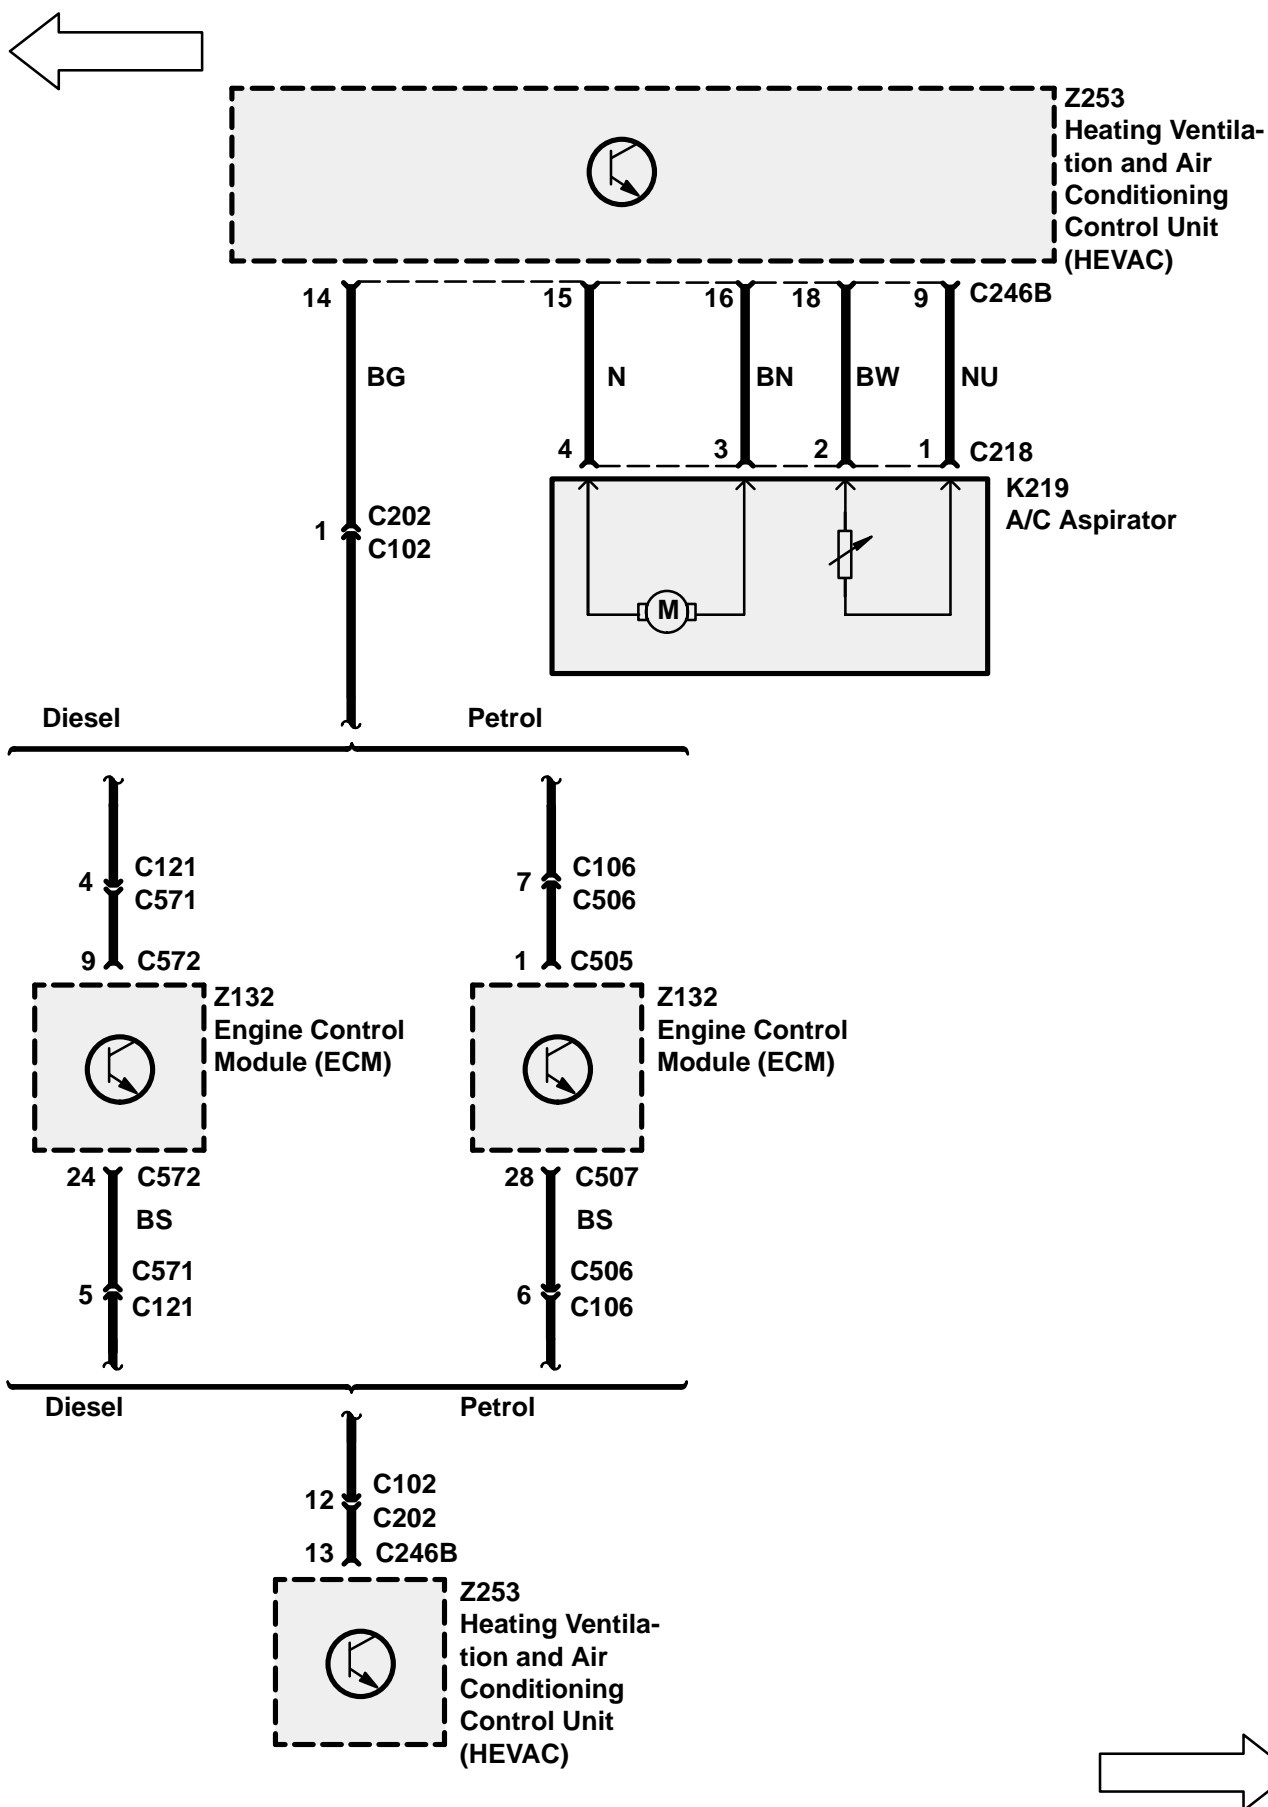 Z253
Heating Ventila-
tion and Air
Conditioning
Control Unit
(HEVAC)
14 15 16 18 9 C246B
BG N BN BW NU
4 3 2 1 C218
K219
A/C Aspirator
1 C202
C102
M
Diesel Petrol
4 C121
C571
7 C106
C506
9 C572
1 C505
Z132
Engine Control
Module (ECM)
Z132
Engine Control
Module (ECM)
24 C572
BS
28 C507
BS
5 C571
C121
6 C506
C106
Diesel Petrol
12 C102
C202
13 C246B
Z253
Heating Ventila-
tion and Air
Conditioning
Control Unit
(HEVAC)